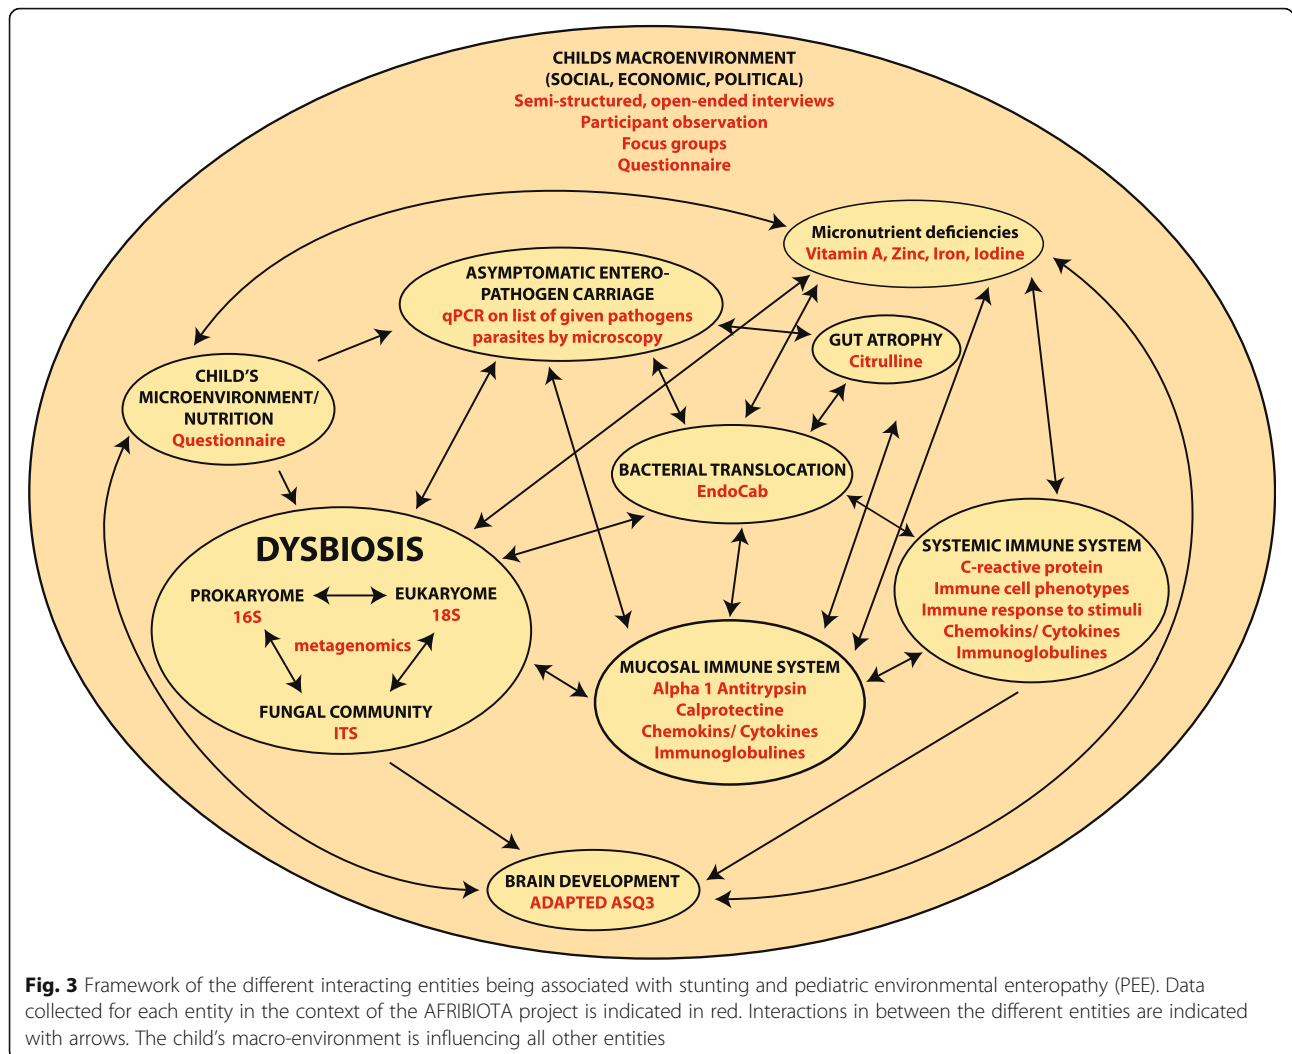 CHILDS MACROENVIRONMENT
(SOCIAL, ECONOMIC, POLITICAL)
Semi-structured, open-ended interviews
Participant observation
Focus groups
Questionnaire
Micronutrient deficiencies
Vitamin A, Zinc, Iron, Iodine
ASYMPTOMATIC ENTERO-
PATHOGEN CARRIAGE
qPCR on list of given pathogens
parasites by microscopy
GUT ATROPHY
Citrulline
CHILD'S
MICROENVIRONMENT/
NUTRITION
Questionnaire
BACTERIAL TRANSLOCATION
EndoCab
DYSBIOSIS
PROKARYOME
16S
EUKARYOME
18S
metagenomics
FUNGAL COMMUNITY
ITS
SYSTEMIC IMMUNE SYSTEM
C-reactive protein
Immune cell phenotypes
Immune response to stimuli
Chemokins/ Cytokines
Immunoglobulines
MUCOSAL IMMUNE SYSTEM
Alpha 1 Antitrypsin
Calprotectine
Chemokins/ Cytokines
Immunoglobulines
BRAIN DEVELOPMENT
ADAPTED ASQ3
Fig. 3 Framework of the different interacting entities being associated with stunting and pediatric environmental enteropathy (PEE). Data
collected for each entity in the context of the AFRIBIOTA project is indicated in red. Interactions in between the different entities are indicated
with arrows. The child's macro-environment is influencing all other entities